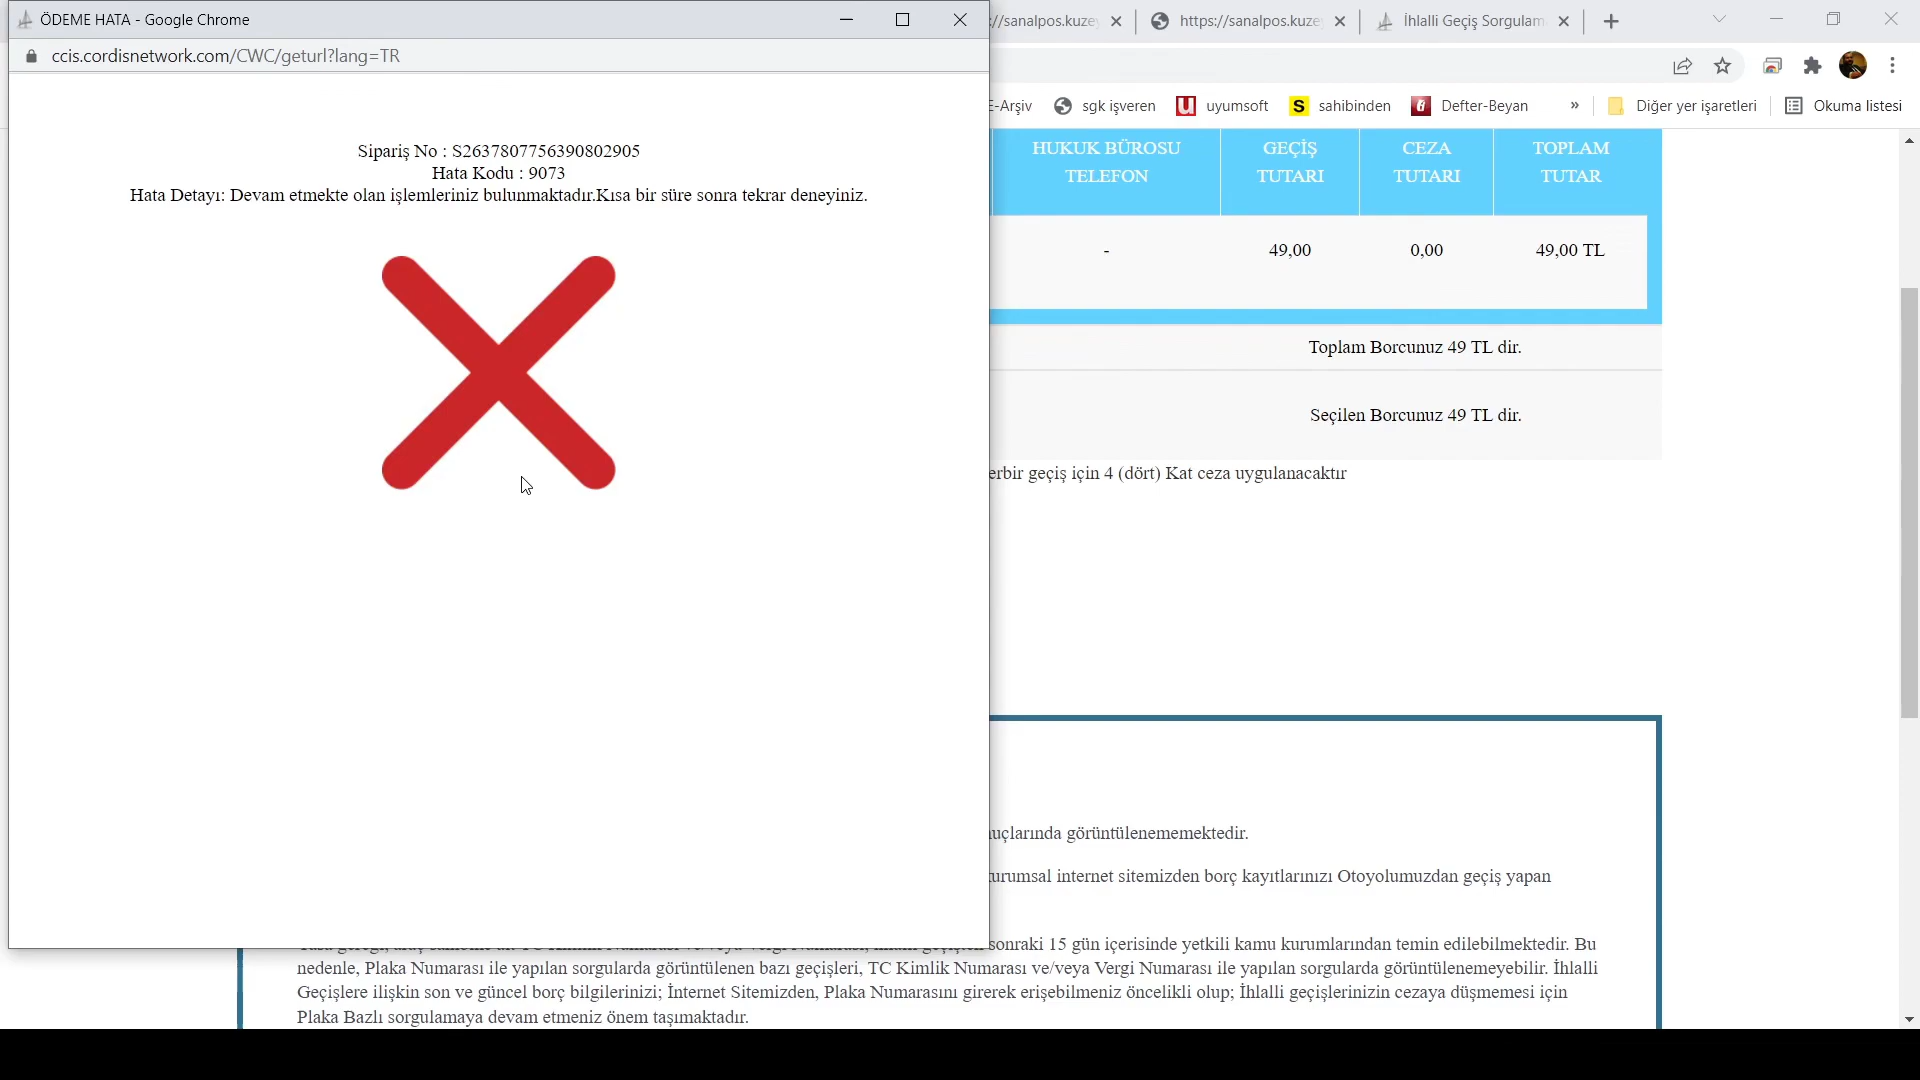 ÖDEME HATA - Google Chrome
://sanalpos.kuzey
https://sanalpos.kuze
İhlalli Geçiş Sorgulam
ccis.cordisnetwork.com/CWC/geturl?lang=TR
E-Arşiv
sgk işveren
uyumsoft
S sahibinden
Defter-Beyan
»
Diğer yer işaretleri
Okuma listesi
Sipariş No : S2637807756390802905
Hata Kodu : 9073
Hata Detayı: Devam etmekte olan işlemleriniz bulunmaktadır.Kısa bir süre sonra tekrar deneyiniz.
HUKUK BÜROSU
TELEFON
GEÇİŞ
TUTARI
CEZA
TUTARI
TOPLAM
TUTAR
-
49,00
0,00
49,00 TL
Toplam Borcunuz 49 TL dir.
Seçilen Borcunuz 49 TL dir.
erbir geçiş için 4 (dört) Kat ceza uygulanacaktır
uçlarında görüntülenememektedir.
kurumsal internet sitemizden borç kayıtlarınızı Otoyolumuzdan geçiş yapan
sonraki 15 gün içerisinde yetkili kamu kurumlarından temin edilebilmektedir. Bu
nedenle, Plaka Numarası ile yapılan sorgularda görüntülenen bazı geçişleri, TC Kimlik Numarası ve/veya Vergi Numarası ile yapılan sorgularda görüntülenemeyebilir. İhlalli
Geçişlere ilişkin son ve güncel borç bilgilerinizi; İnternet Sitemizden, Plaka Numarasını girerek erişebilmeniz öncelikli olup; İhlalli geçişlerinizin cezaya düşmemesi için
Plaka Bazlı sorgulamaya devam etmeniz önem taşımaktadır.